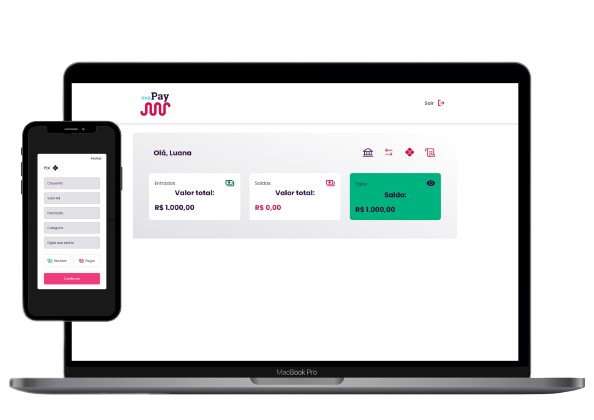 Pay
Sair
Olá, Luana
Entradas
Valor total:
R$ 1.000,00
Saídas
Valor total:
R$ 0,00
Total
Saldo:
R$ 1.000,00
Fechar
Pix
Chave Pix
Valor R$
Descrição
Categoria
Digite sua senha
Receber
Pagar
Confirmar
MacBook Pro